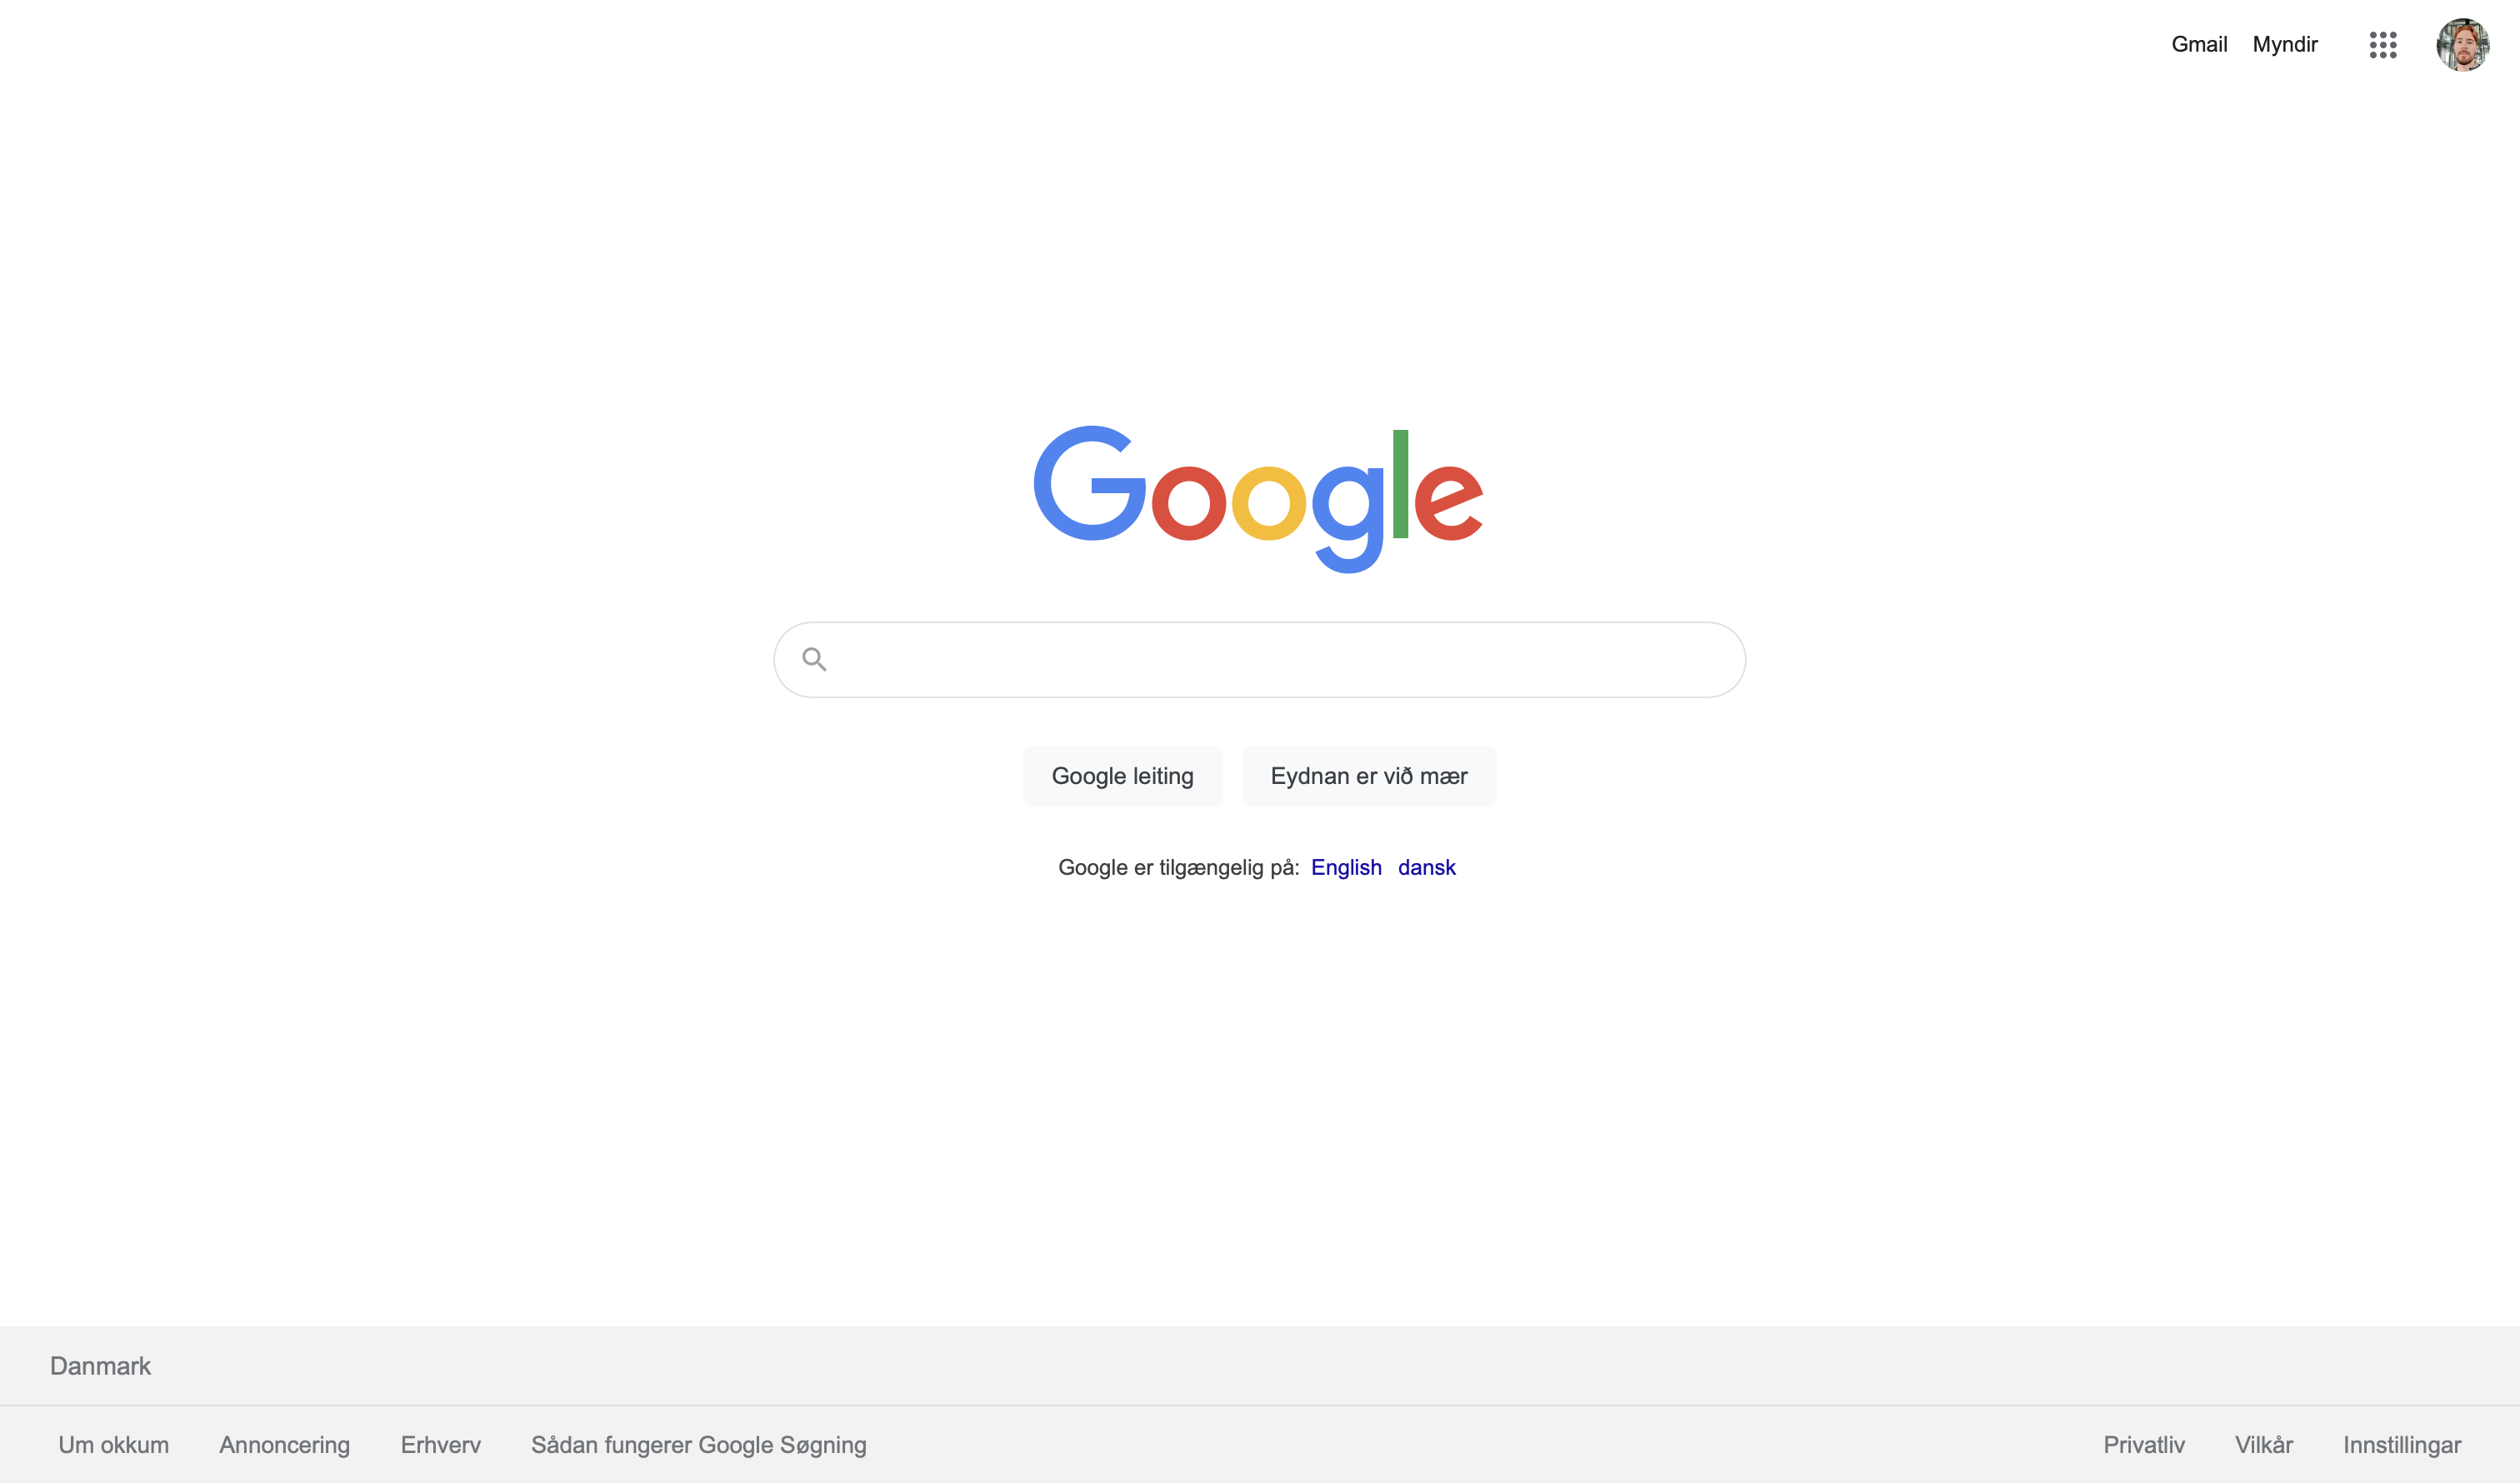 Gmail Myndir
Google
Google leiting
Eydnan er við mær
Google er tilgængelig på: English dansk
Danmark
Um okkum Annoncering Erhverv Sådan fungerer Google Søgning Privatliv Vilkår Innstillingar